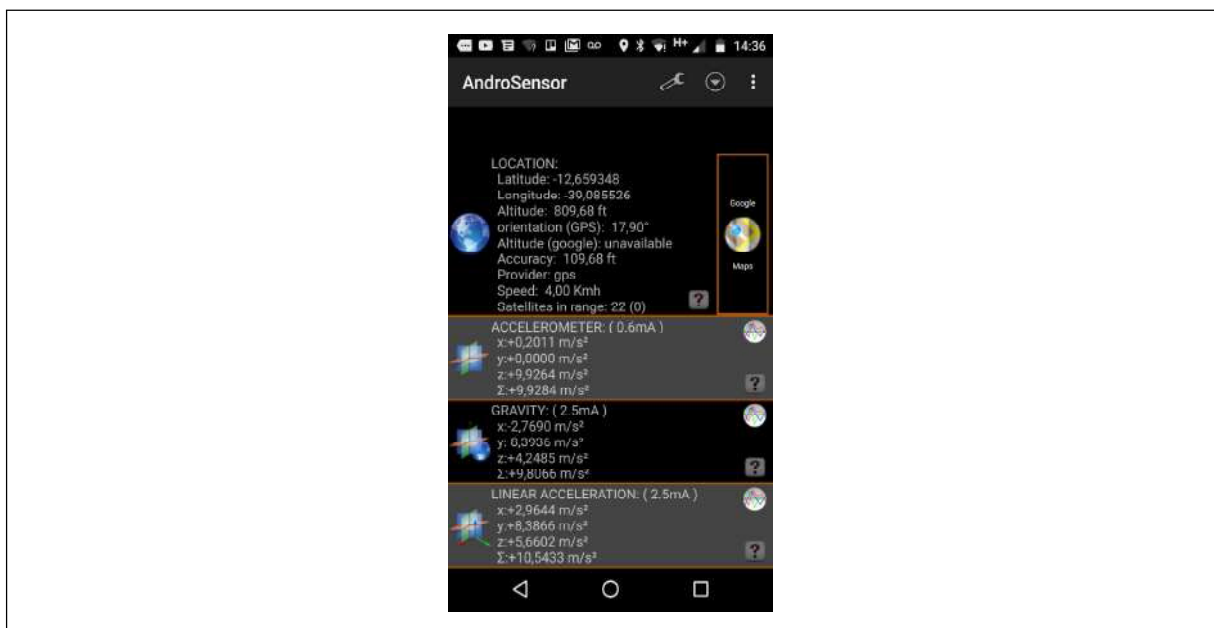 H+ 14:36
AndroSensor
LOCATION:
Latitude: -12,659348
Longitude: -39,085526
Altitude: 809,68 ft
orientation (GPS): 17,90°
Altitude (google): unavailable
Accuracy: 109,68 ft
Provider: gps
Speed: 4,00 Kmh
Satellites in range: 22 (0)
Google
Maps
ACCELEROMETER: ( 0.6mA )
x:+0,2011 m/s²
y:+0,0000 m/s²
z:+9,9264 m/s²
Σ:+9,9284 m/s²
GRAVITY: ( 2.5mA )
x:-2,7690 m/s²
y: m/s²
z:+4,2485 m/s²
Σ:+9,8066 m/s²
LINEAR ACCELERATION: ( 2.5mA )
x:+2,9644 m/s²
y:+8,3866 m/s²
z:+5,6602 m/s²
Σ:+10,5433 m/s²